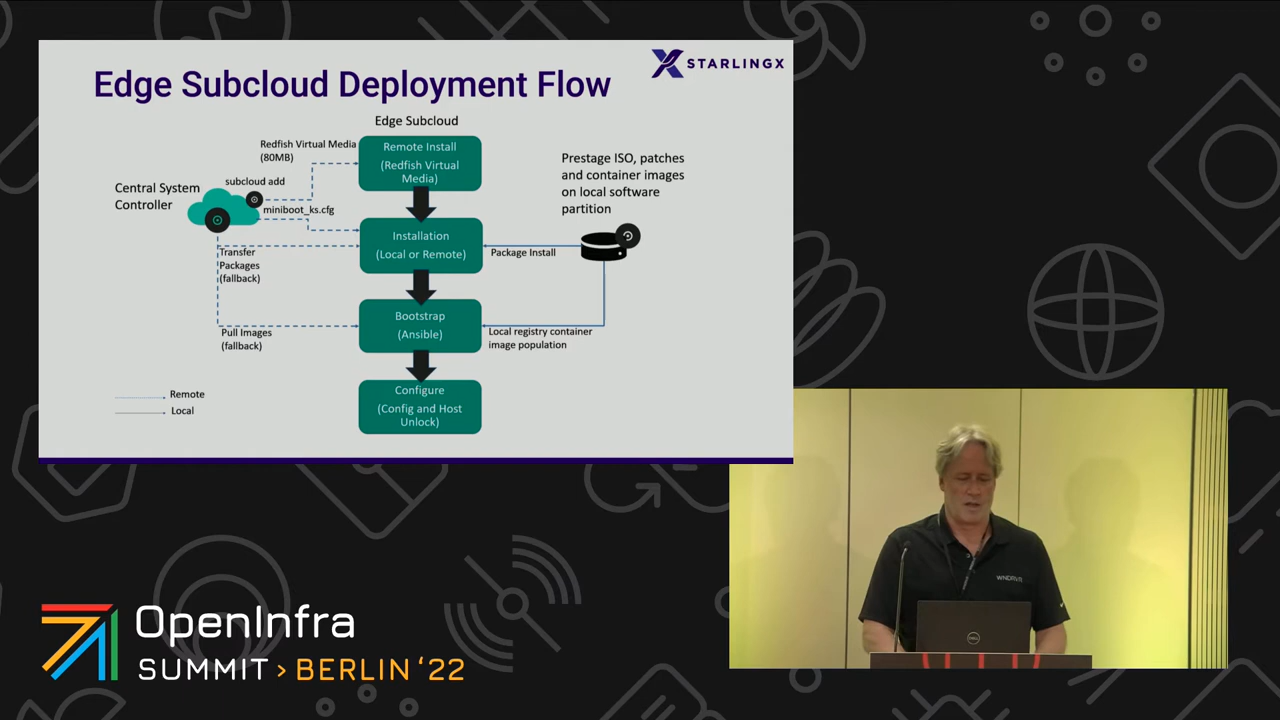 STARLINGX
Edge Subcloud Deployment Flow
Edge Subcloud
Redfish Virtual Media
(80MB)
Remote Install
(Redfish Virtual
Media)
Prestage ISO, patches
and container images
on local software
partition
Central System
Controller
subcloud add
miniboot_ks.cfg
Installation
(Local or Remote)
Transfer
Packages
(fallback)
Package Install
Bootstrap
(Ansible)
Pull Images
(fallback)
Local registry container
image population
Configure
(Config and Host
Unlock)
Remote
Local
WNDRVR
DELL
OpenInfra
SUMMIT > BERLIN ‘22